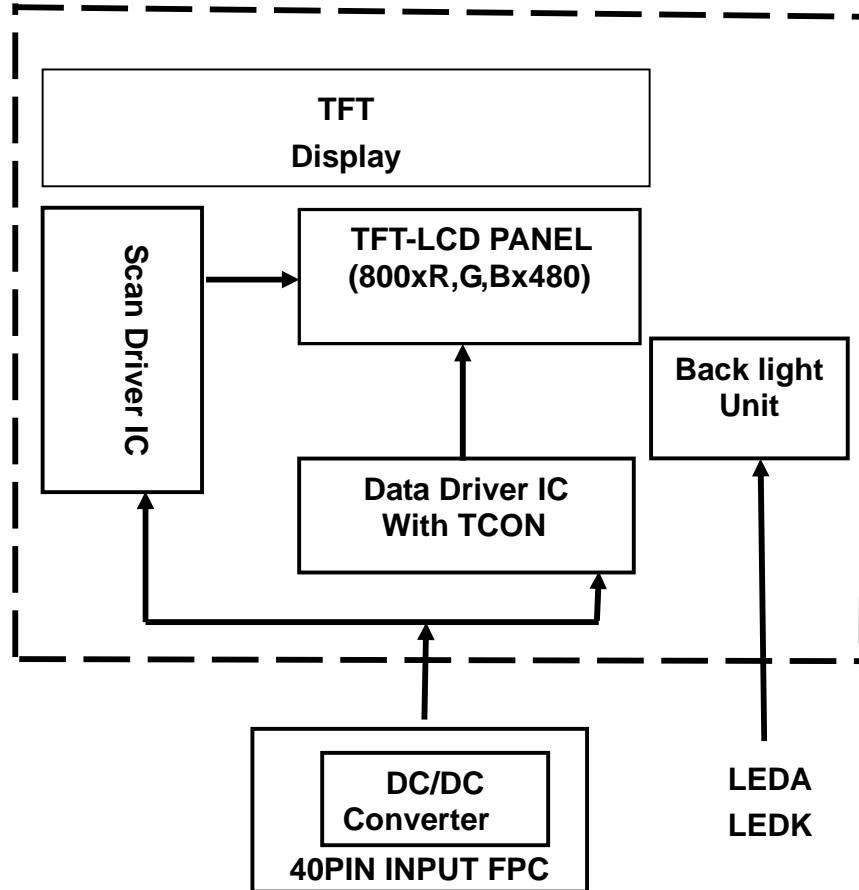 TFT
Display
Scan Driver IC
TFT-LCD PANEL
(800xR,G,Bx480)
Back light
Unit
Data Driver IC
With TCON
DC/DC
Converter
40PIN INPUT FPC
LEDA
LEDK